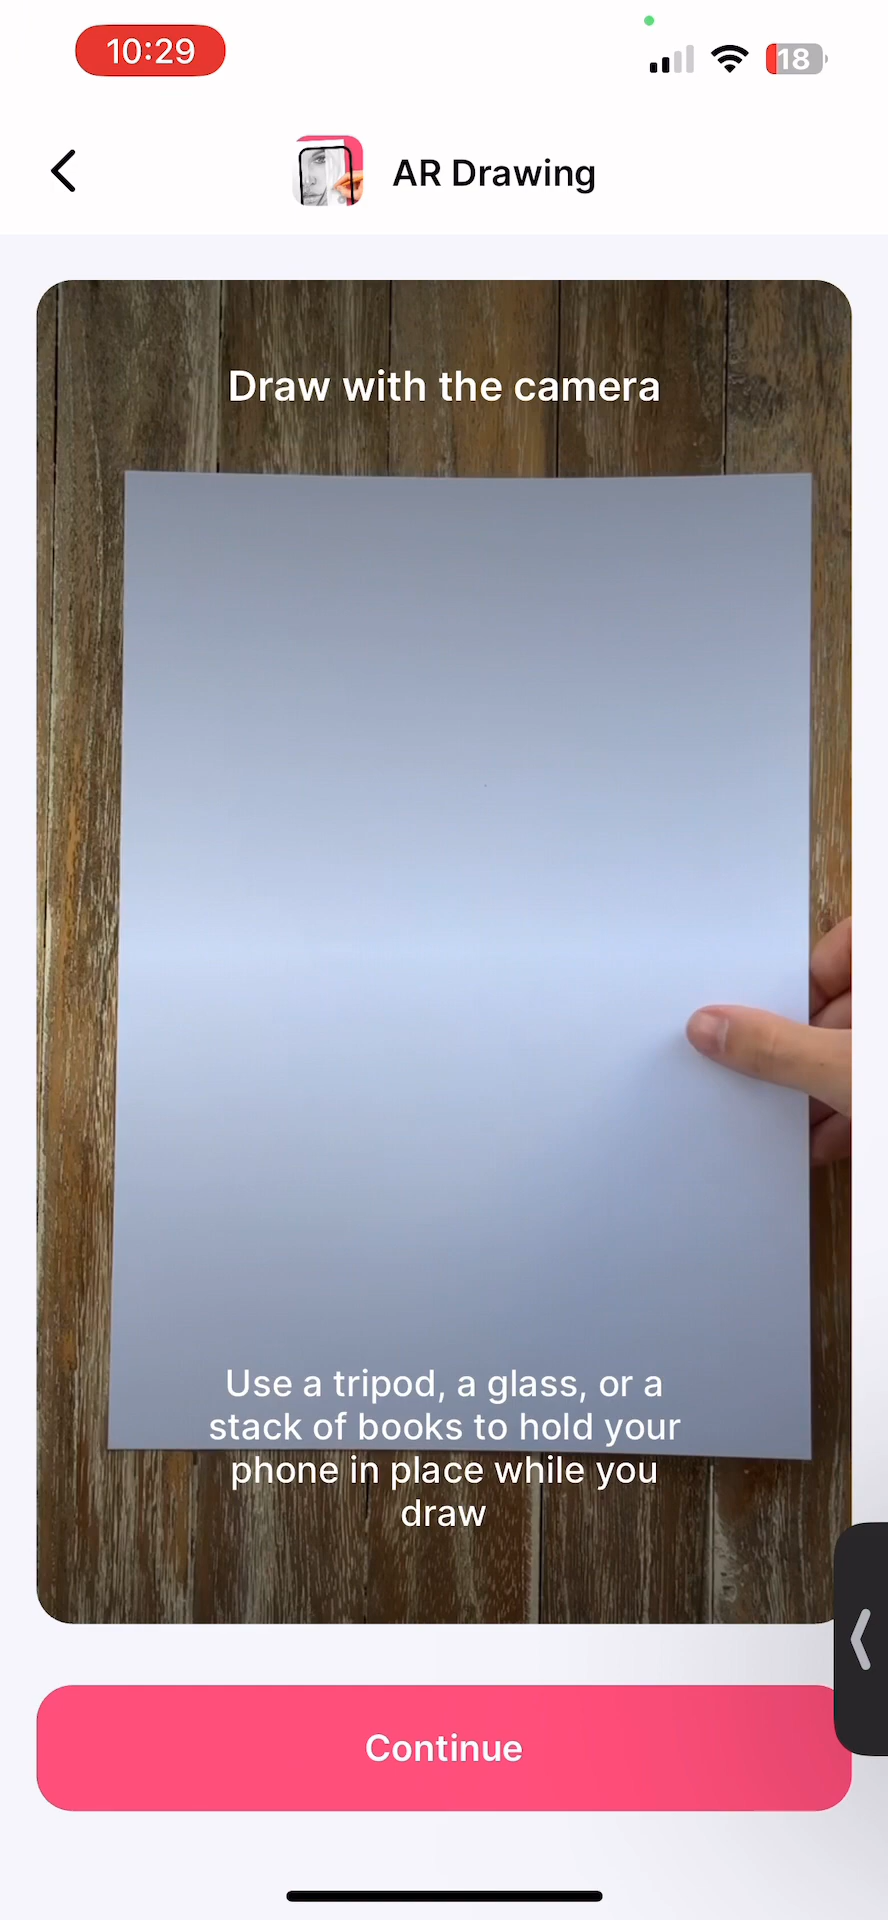 10:29
18
AR Drawing
Draw with the camera
Use a tripod, a glass, or a
stack of books to hold your
phone in place while you
draw
Continue